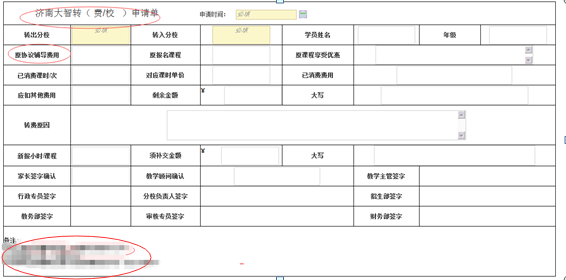 济南大智转（ 费/校 ）申请单 申请时间： 必填
转出分校 必填 转入分校 必填 学员姓名 年级
原协议辅导费用 原报名课程 原课程享受优惠
已消费课时/次 对应课时单价 已消费费用
应扣其他费用 剩余金额 ¥ 大写
转费原因
新报小时/课程 须补交金额 ¥ 大写
家长签字确认 教学顾问确认 教学主管签字
行政专员签字 分校负责人签字 招生部签字
教务部签字 审核专员签字 财务部签字
备注：